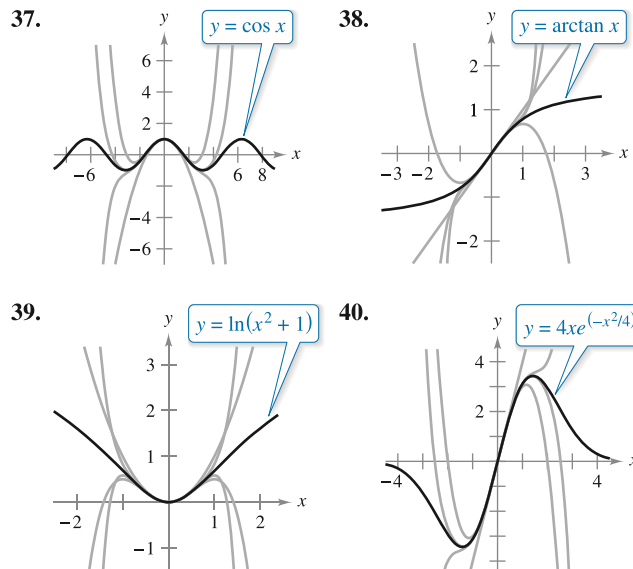 37.
y
y = cos x
6
4
2
x
−6
6
8
−4
−6
38.
y
y = arctan x
2
1
x
−3
−2
1
3
−2
39.
y
y = ln(x² + 1)
3
2
1
x
−2
1
2
−1
40.
y
y = 4xe^(−x²/4)
4
2
x
−4
4